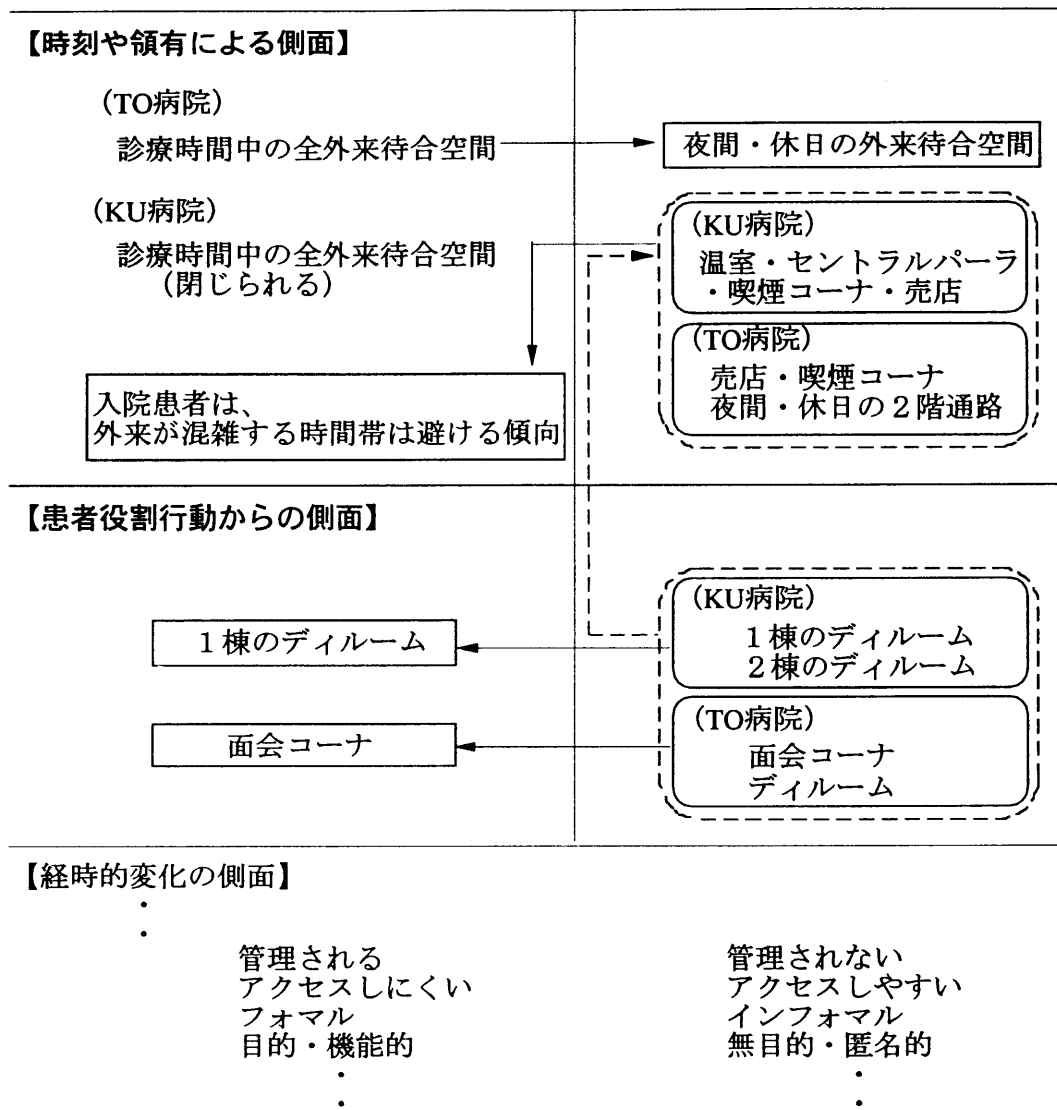 【時刻や領有による側面】
(TO病院)
診療時間中の全外来待合空間
夜間・休日の外来待合空間
(KU病院)
診療時間中の全外来待合空間
(閉じられる)
(KU病院)
温室・セントラルパーラ
・喫煙コーナ・売店
(TO病院)
売店・喫煙コーナ
夜間・休日の２階通路
入院患者は、
外来が混雑する時間帯は避ける傾向
【患者役割行動からの側面】
１棟のディルーム
(KU病院)
１棟のディルーム
２棟のディルーム
面会コーナ
(TO病院)
面会コーナ
ディルーム
【経時的変化の側面】
・
・
管理される
アクセスしにくい
フォマル
目的・機能的
・
・
管理されない
アクセスしやすい
インフォマル
無目的・匿名的
・
・